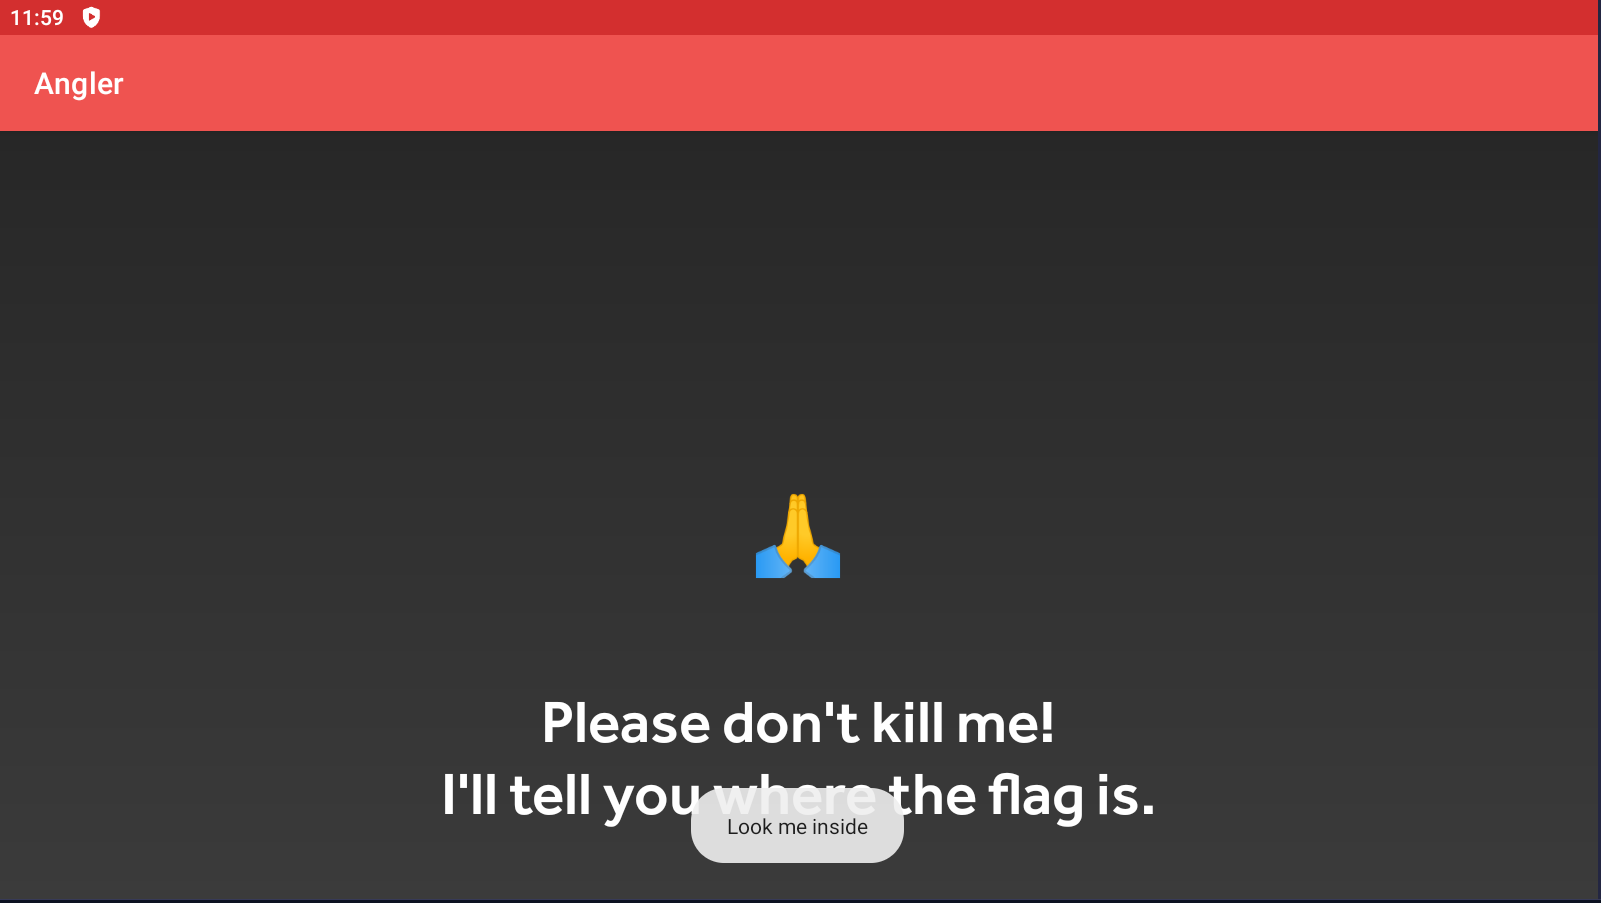 11:59
Angler
Please don't kill me!
I'll tell you where the flag is.
Look me inside